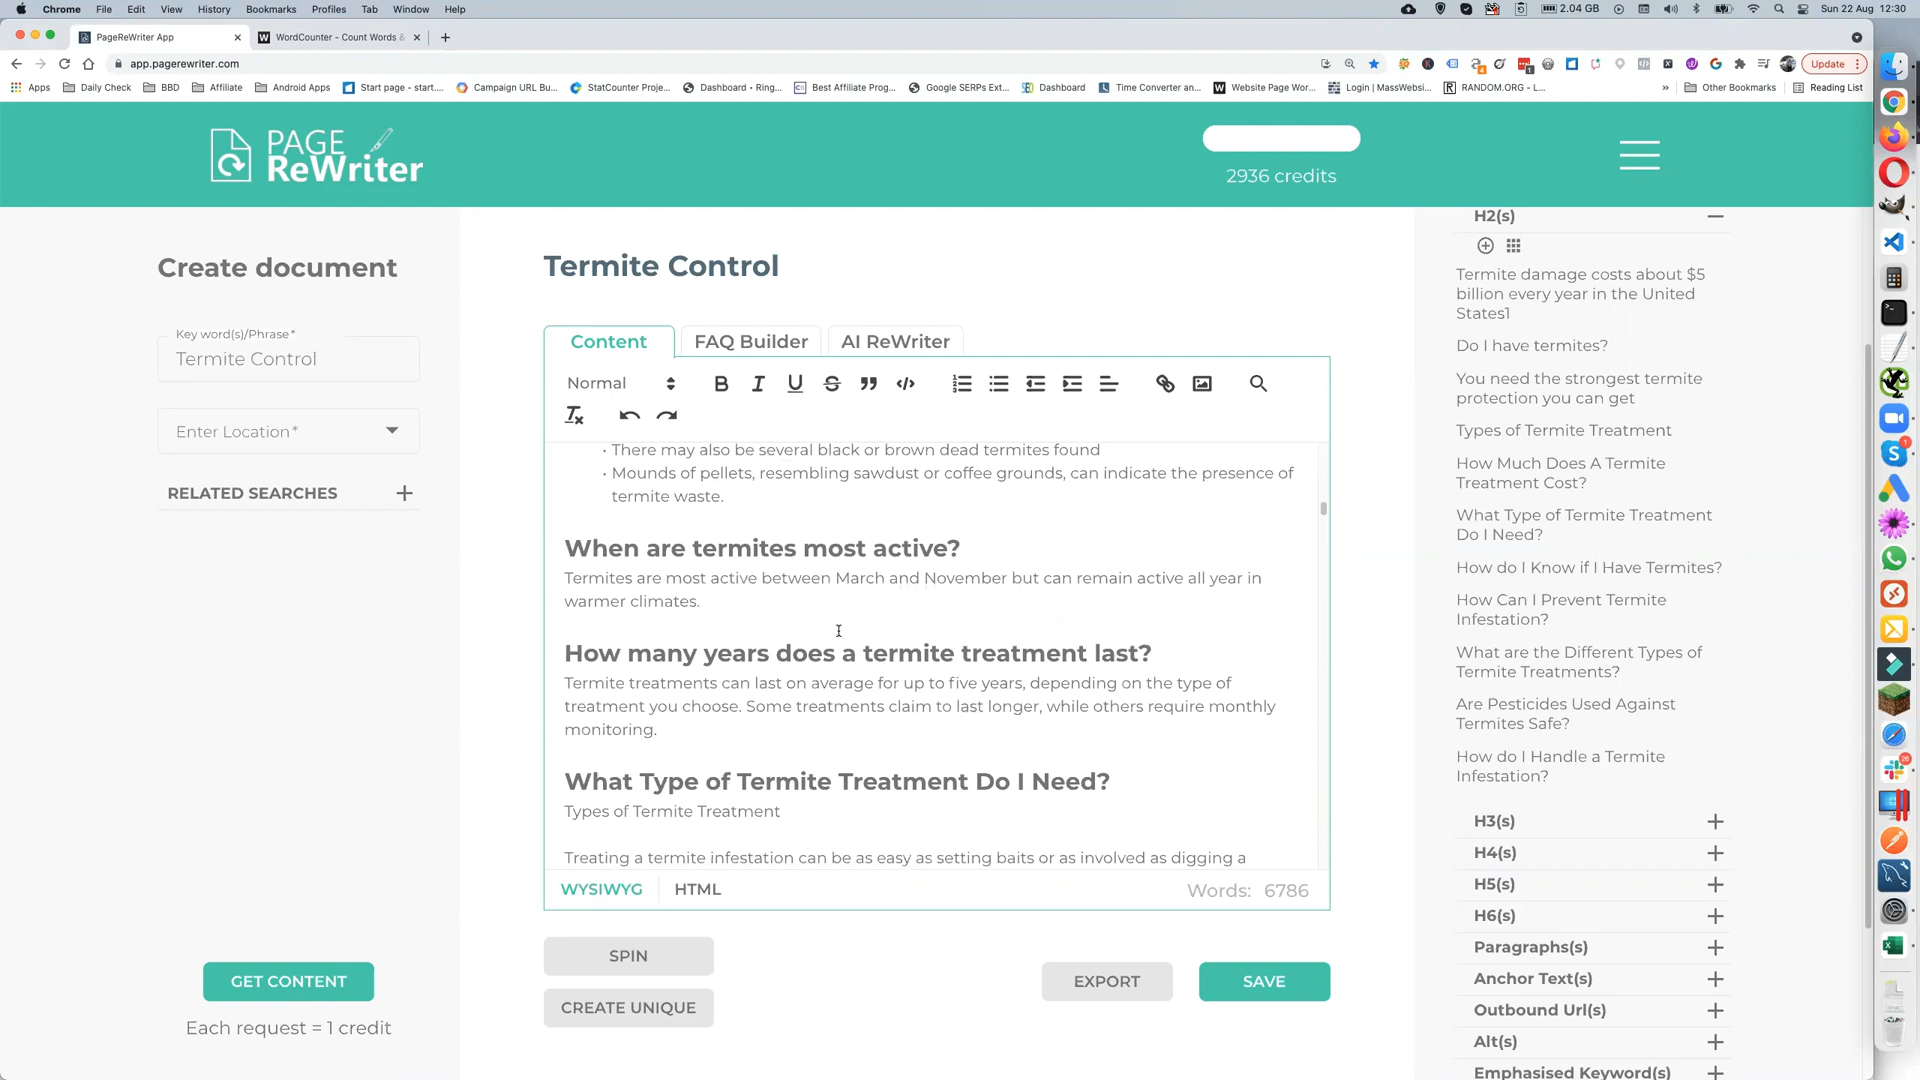 Chrome File Edit View History Bookmarks Profiles Tab Window Help 2.04 GB Sun 22 Aug 12:30
PageReWriter App WordCounter - Count Words &
app.pagerewriter.com Update
Apps Daily Check BBD Affiliate Android Apps Start page - start.... Campaign URL Bu... StatCounter Proje... Dashboard • Ring... Best Affiliate Prog... Google SERPs Ext... Dashboard Time Converter an... Website Page Wor... Login | MassWebsi... RANDOM.ORG - L... » Other Bookmarks Reading List
PAGE
ReWriter
2936 credits
Create document
Key word(s)/Phrase*
Termite Control
Enter Location*
RELATED SEARCHES
GET CONTENT
Each request = 1 credit
Termite Control
Content FAQ Builder AI ReWriter
Normal
• There may also be several black or brown dead termites found
• Mounds of pellets, resembling sawdust or coffee grounds, can indicate the presence of
termite waste.
When are termites most active?
Termites are most active between March and November but can remain active all year in
warmer climates.
How many years does a termite treatment last?
Termite treatments can last on average for up to five years, depending on the type of
treatment you choose. Some treatments claim to last longer, while others require monthly
monitoring.
What Type of Termite Treatment Do I Need?
Types of Termite Treatment
Treating a termite infestation can be as easy as setting baits or as involved as digging a
WYSIWYG HTML Words: 6786
SPIN
CREATE UNIQUE
EXPORT
SAVE
H2(s)
Termite damage costs about $5
billion every year in the United
States1
Do I have termites?
You need the strongest termite
protection you can get
Types of Termite Treatment
How Much Does A Termite
Treatment Cost?
What Type of Termite Treatment
Do I Need?
How do I Know if I Have Termites?
How Can I Prevent Termite
Infestation?
What are the Different Types of
Termite Treatments?
Are Pesticides Used Against
Termites Safe?
How do I Handle a Termite
Infestation?
H3(s)
H4(s)
H5(s)
H6(s)
Paragraphs(s)
Anchor Text(s)
Outbound Url(s)
Alt(s)
Emphasised Keyword(s)